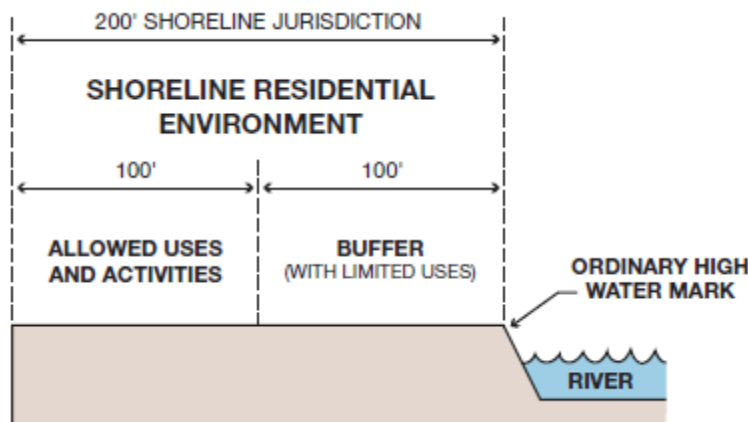 200' SHORELINE JURISDICTION
SHORELINE RESIDENTIAL
ENVIRONMENT
100'
100'
ALLOWED USES
AND ACTIVITIES
BUFFER
(WITH LIMITED USES)
ORDINARY HIGH
WATER MARK
RIVER